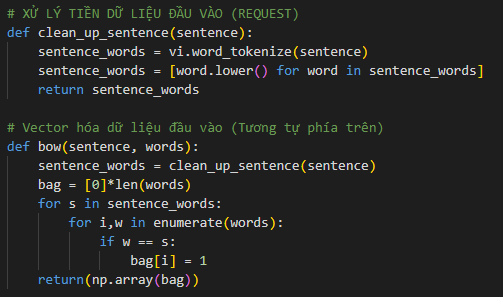 # XỬ LÝ TIỀN DỮ LIỆU ĐẦU VÀO (REQUEST)
def clean_up_sentence(sentence):
    sentence_words = vi.word_tokenize(sentence)
    sentence_words = [word.lower() for word in sentence_words]
    return sentence_words

# Vector hóa dữ liệu đầu vào (Tương tự phía trên)
def bow(sentence, words):
    sentence_words = clean_up_sentence(sentence)
    bag = [0]*len(words)
    for s in sentence_words:
        for i,w in enumerate(words):
            if w == s:
                bag[i] = 1
    return(np.array(bag))